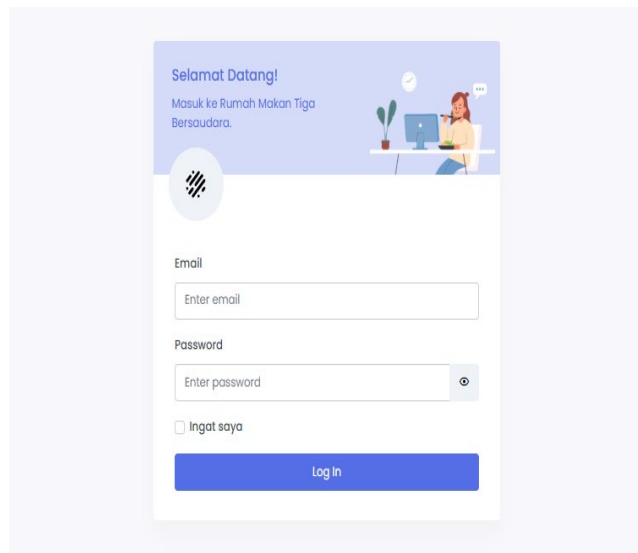 Selamat Datang!
Masuk ke Rumah Makan Tiga
Bersaudara.
Email
Enter email
Password
Enter password
Ingat saya
Log In